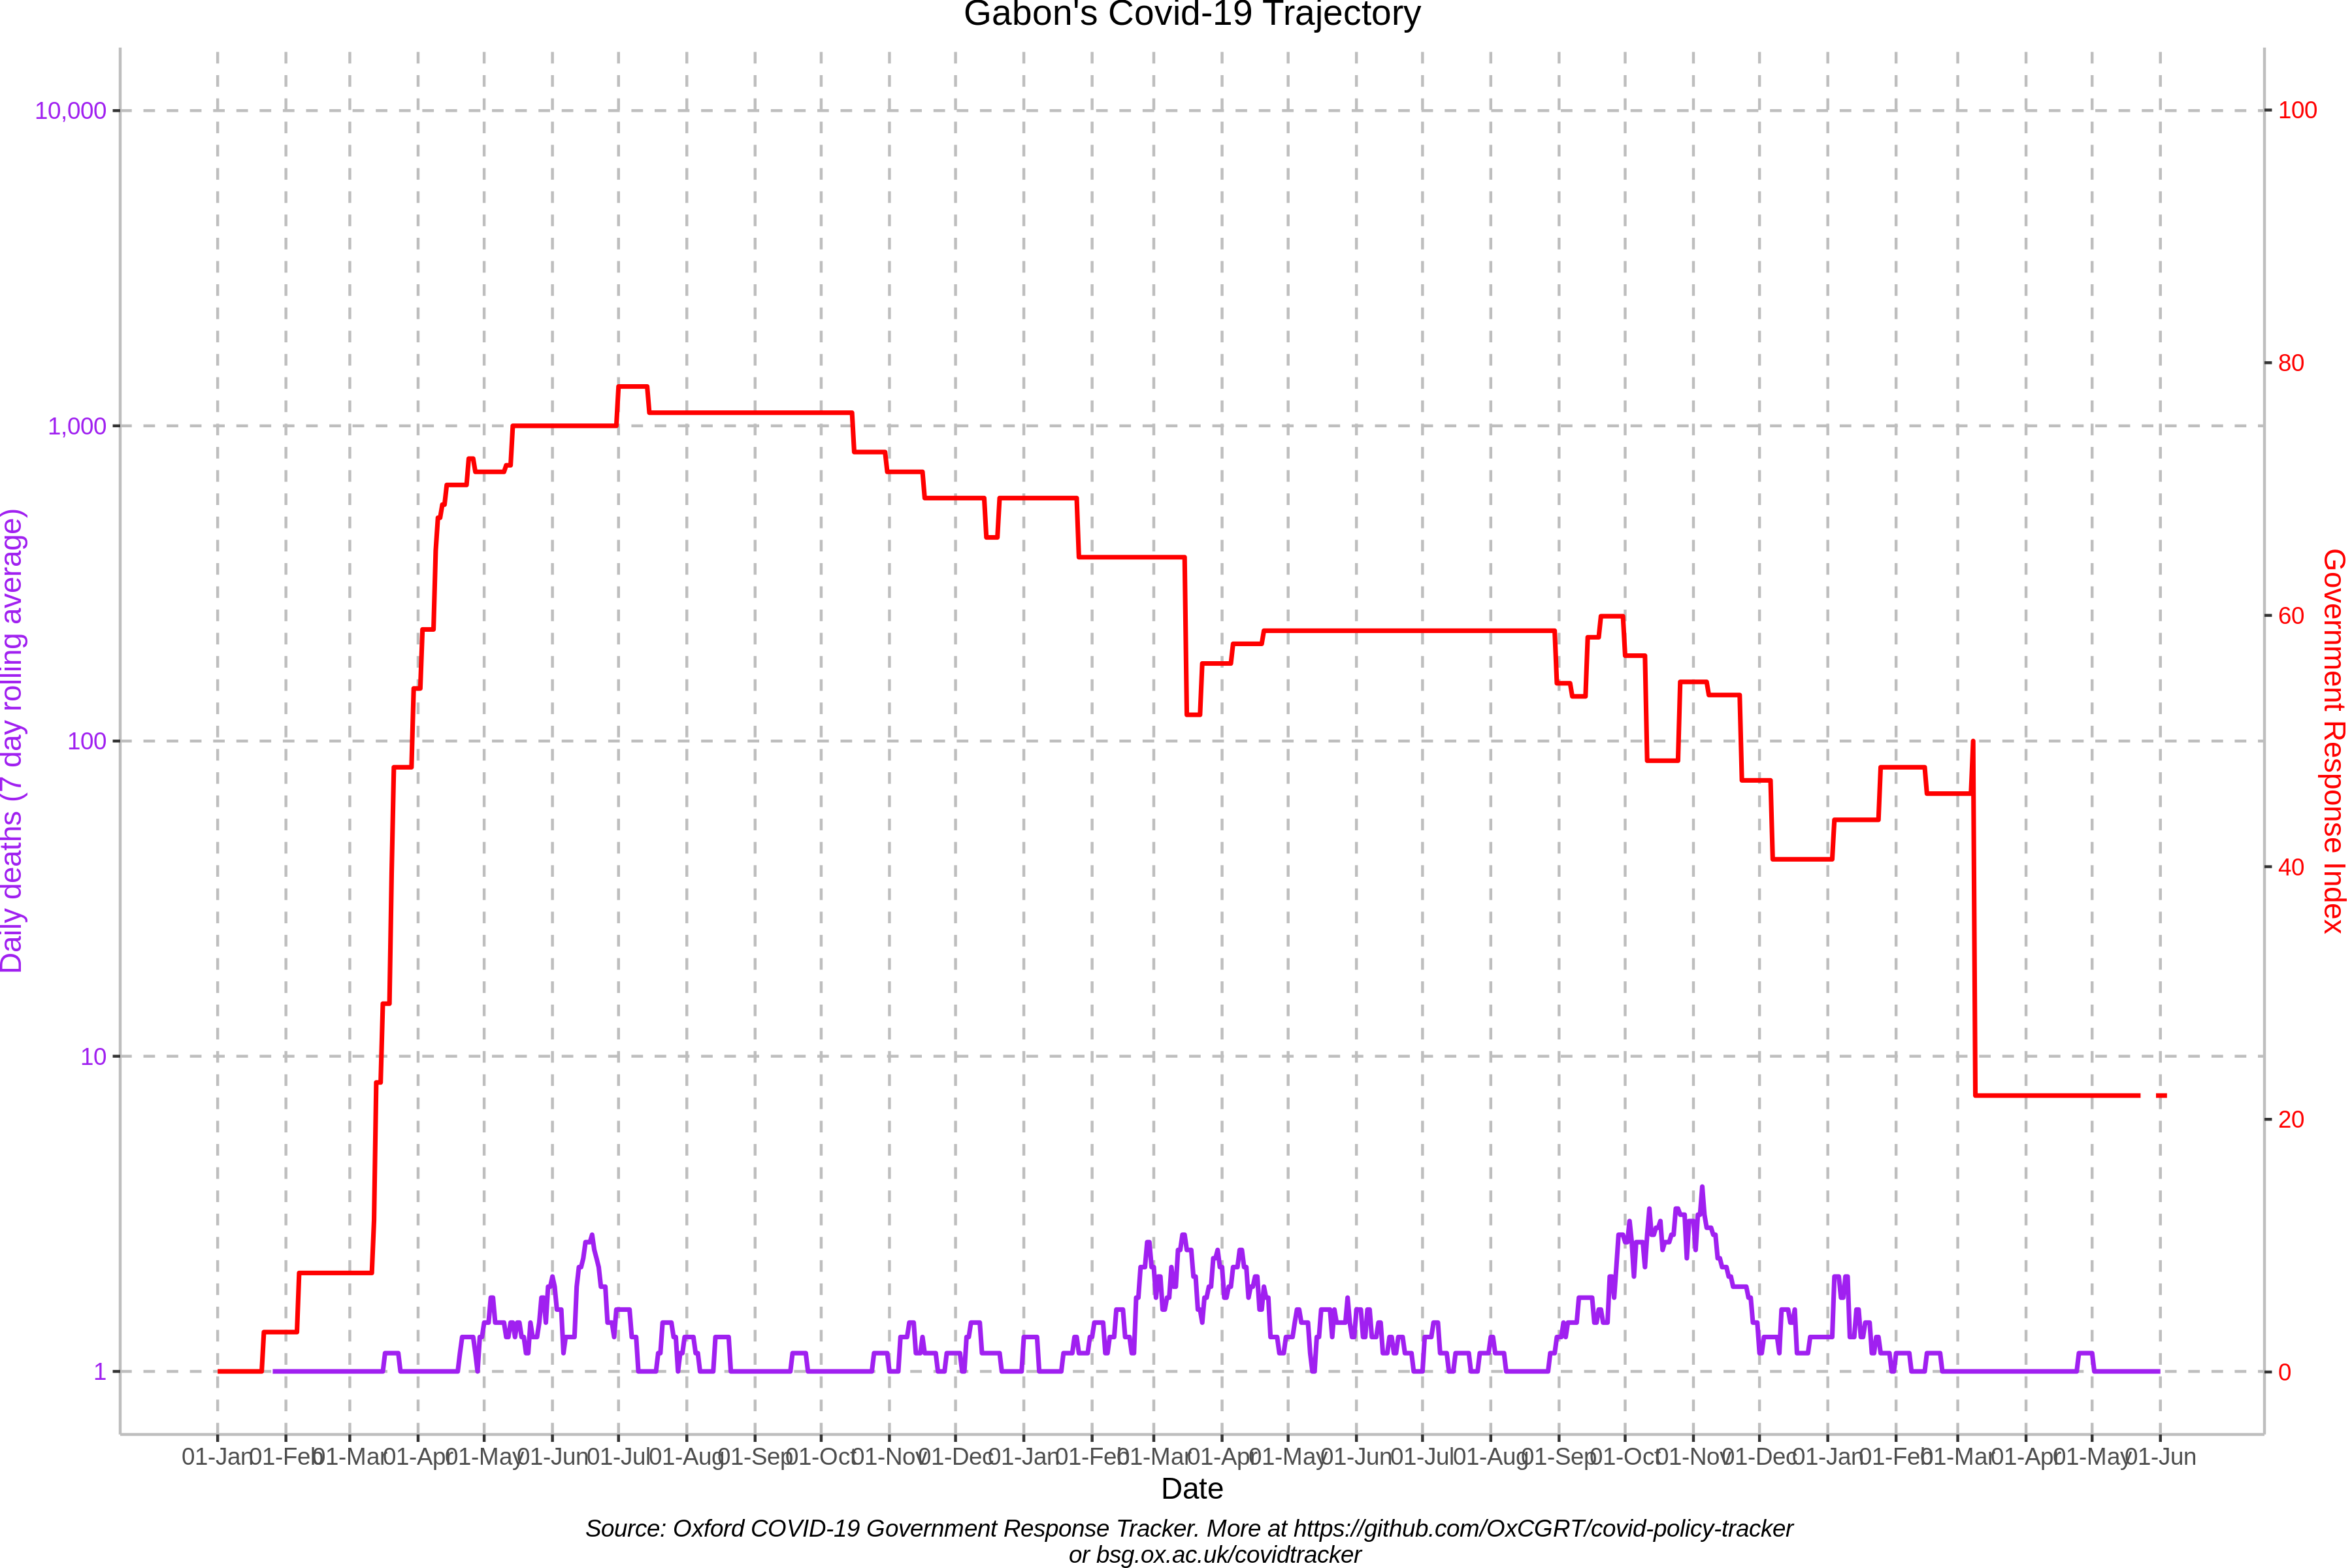 Gabon's Covid-19 Trajectory
10,000
1,000
100
10
1
Daily deaths (7 day rolling average)
100
80
60
40
20
0
Government Response Index
01-Jan 01-Feb 01-Mar 01-Apr 01-May 01-Jun 01-Jul 01-Aug 01-Sep 01-Oct 01-Nov 01-Dec 01-Jan 01-Feb 01-Mar 01-Apr 01-May 01-Jun 01-Jul 01-Aug 01-Sep 01-Oct 01-Nov 01-Dec 01-Jan 01-Feb 01-Mar 01-Apr 01-May 01-Jun
Date
Source: Oxford COVID-19 Government Response Tracker. More at https://github.com/OxCGRT/covid-policy-tracker
or bsg.ox.ac.uk/covidtracker